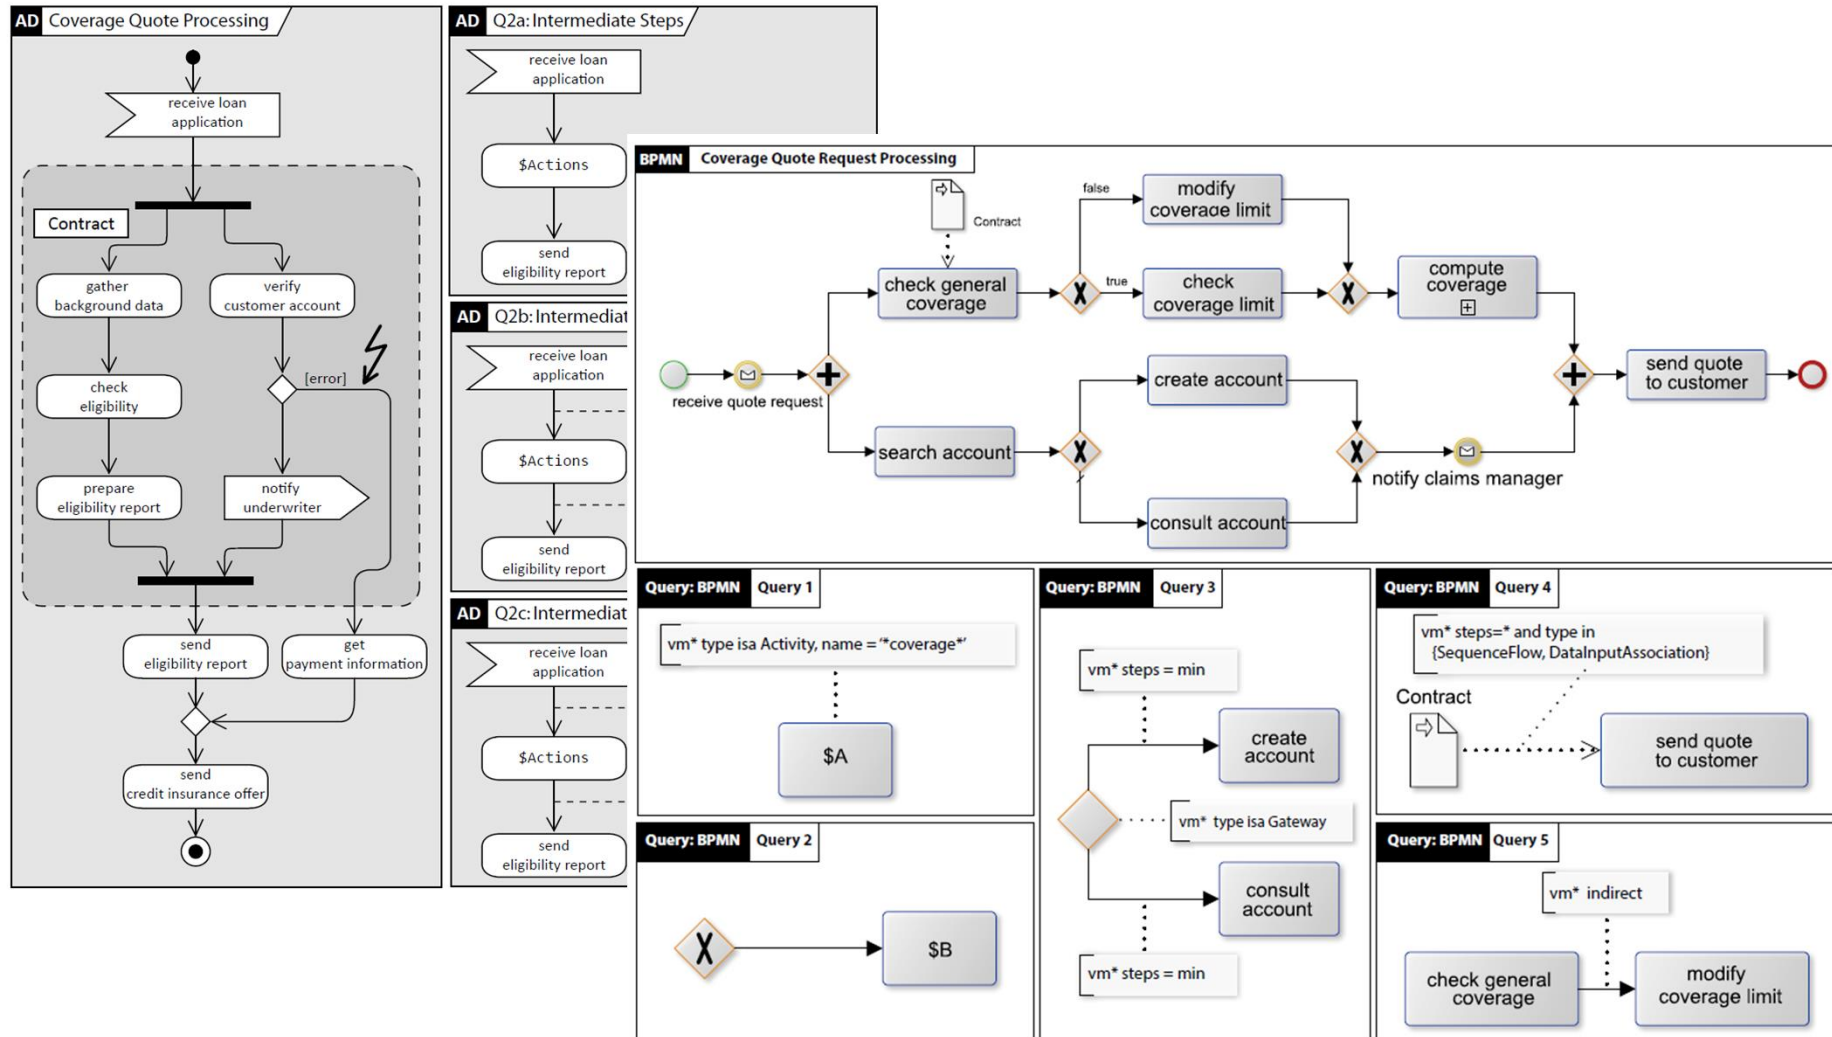 AD Coverage Quote Processing
receive loan
application
Contract
gather
background data
verify
customer account
[error]
check
eligibility
prepare
eligibility report
notify
underwriter
send
eligibility report
get
payment information
send
credit insurance offer
AD Q2a: Intermediate Steps
receive loan
application
$Actions
send
eligibility report
AD Q2b: Intermediat
receive loan
application
$Actions
send
eligibility report
AD Q2c: Intermediat
receive loan
application
$Actions
send
eligibility report
BPMN Coverage Quote Request Processing
Contract
false
modify
coverage limit
check general
coverage
true
check
coverage limit
compute
coverage
receive quote request
create account
send quote
to customer
search account
notify claims manager
consult account
Query: BPMN Query 1
vm* type isa Activity, name = '*coverage*'
$A
Query: BPMN Query 2
$B
Query: BPMN Query 3
vm* steps = min
create
account
vm* type isa Gateway
consult
account
vm* steps = min
Query: BPMN Query 4
vm* steps=* and type in
{SequenceFlow, DataInputAssociation}
Contract
send quote
to customer
Query: BPMN Query 5
vm* indirect
check general
coverage
modify
coverage limit